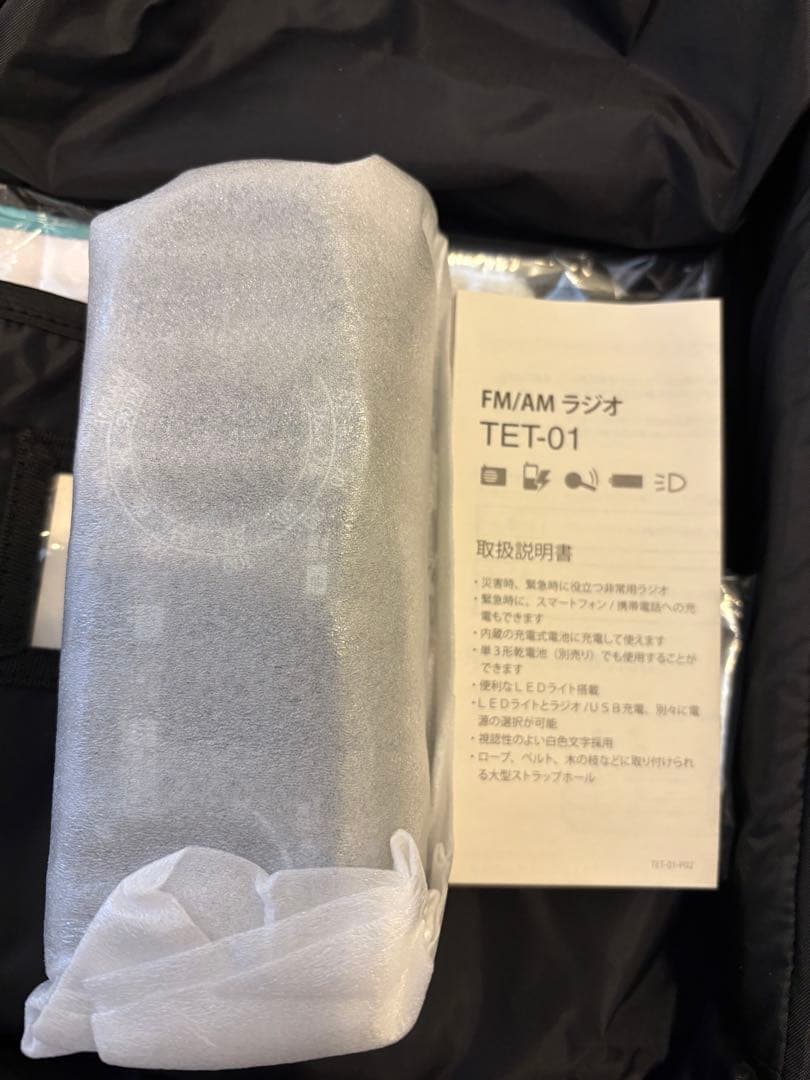 FM/AM ラジオ
TET-01
取扱説明書
・災害時、緊急時に役立つ非常用ラジオ
・緊急時に、スマートフォン/携帯電話への充
電もできます
・内蔵の充電式電池に充電して使えます
・単3形乾電池（別売り）でも使用することが
できます
・便利なＬＥＤライト搭載
・ＬＥＤライトとラジオ/ＵＳＢ充電、別々に電
源の選択が可能
・視認性のよい白色文字採用
・ロープ、ベルト、木の枝などに取り付けられ
る大型ストラップホール
TET-01-P02